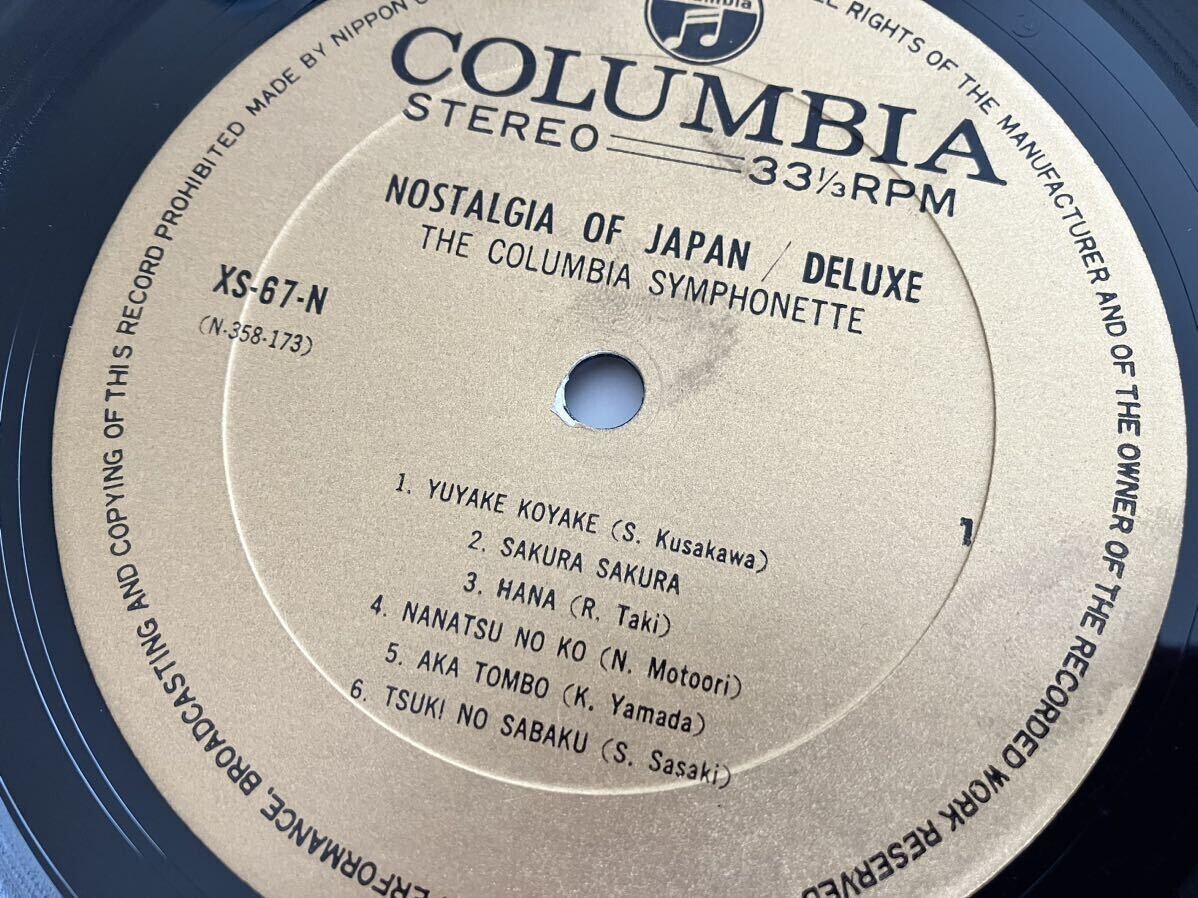 COLUMBIA
STEREO 33⅓RPM
NOSTALGIA OF JAPAN / DELUXE
THE COLUMBIA SYMPHONETTE
XS-67-N
(N-358-173)
1. YUYAKE KOYAKE (S. Kusakawa)
2. SAKURA SAKURA
3. HANA (R. Taki)
4. NANATSU NO KO (N. Motoori)
5. AKA TOMBO (K. Yamada)
6. TSUKI NO SABAKU (S. Sasaki)
1
RIGHTS OF THE MANUFACTURER AND OF THE OWNER OF THE RECORDED WORK RESERVED
PERFORMANCE, BROADCASTING AND COPYING OF THIS RECORD PROHIBITED MADE BY NIPPON